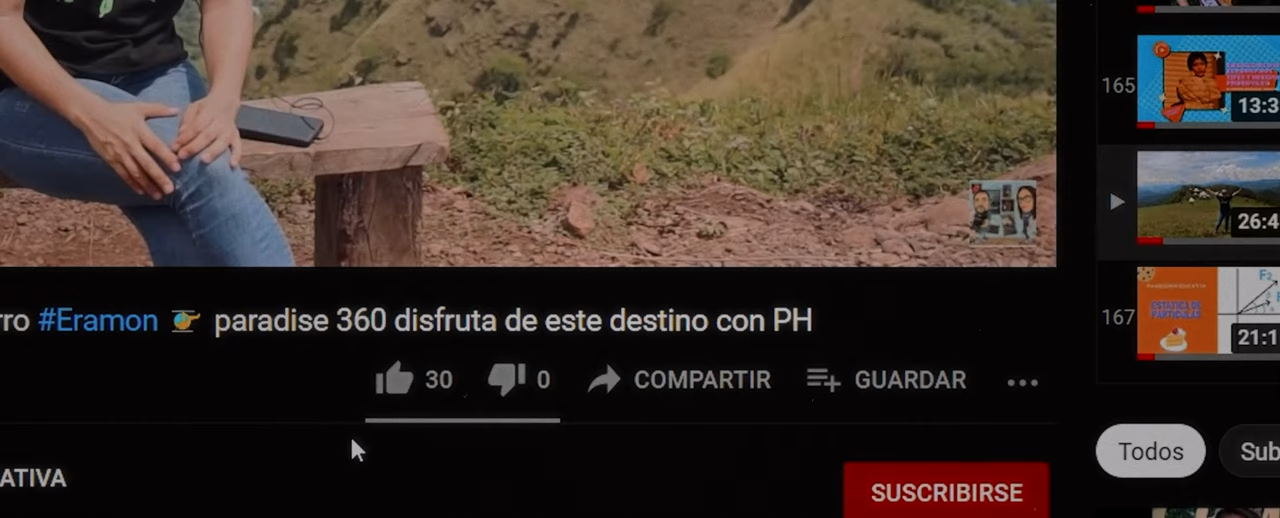 165
13:3
26:4
rro #Eramon paradise 360 disfruta de este destino con PH
167
21:1
30 0 COMPARTIR GUARDAR
Todos Sub
ATIVA
SUSCRIBIRSE